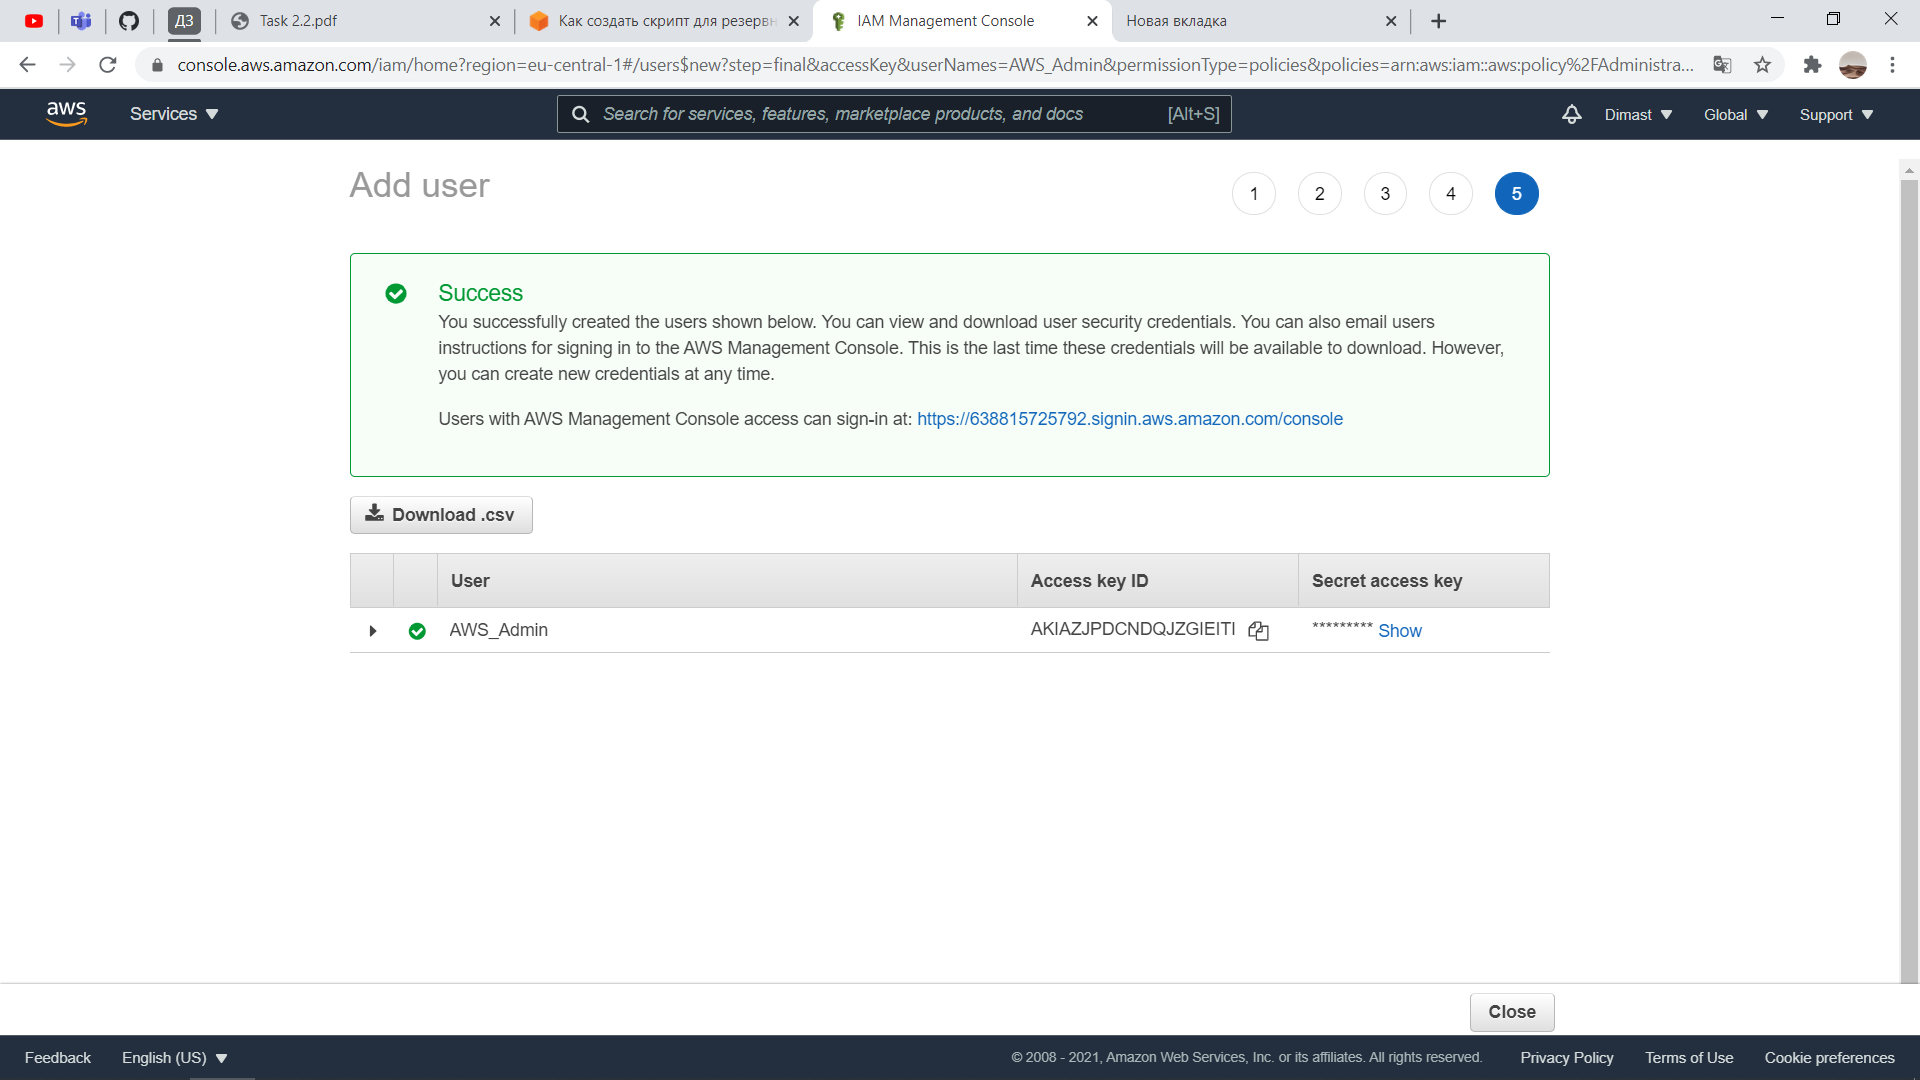 ДЗ
Task 2.2.pdf
Как создать скрипт для резерв
IAM Management Console
Новая вкладка
console.aws.amazon.com/iam/home?region=eu-central-1#/users$new?step=final&accessKey&userNames=AWS_Admin&permissionType=policies&policies=arn:aws:iam::aws:policy%2FAdministra...
aws
Services
Search for services, features, marketplace products, and docs
[Alt+S]
Dimast
Global
Support
Add user
1
2
3
4
5
Success
You successfully created the users shown below. You can view and download user security credentials. You can also email users
instructions for signing in to the AWS Management Console. This is the last time these credentials will be available to download. However,
you can create new credentials at any time.
Users with AWS Management Console access can sign-in at: https://638815725792.signin.aws.amazon.com/console
Download .csv
User
Access key ID
Secret access key
AWS_Admin
AKIAZJPDCNDQJZGIEITI
********* Show
Close
Feedback
English (US)
© 2008 - 2021, Amazon Web Services, Inc. or its affiliates. All rights reserved.
Privacy Policy
Terms of Use
Cookie preferences